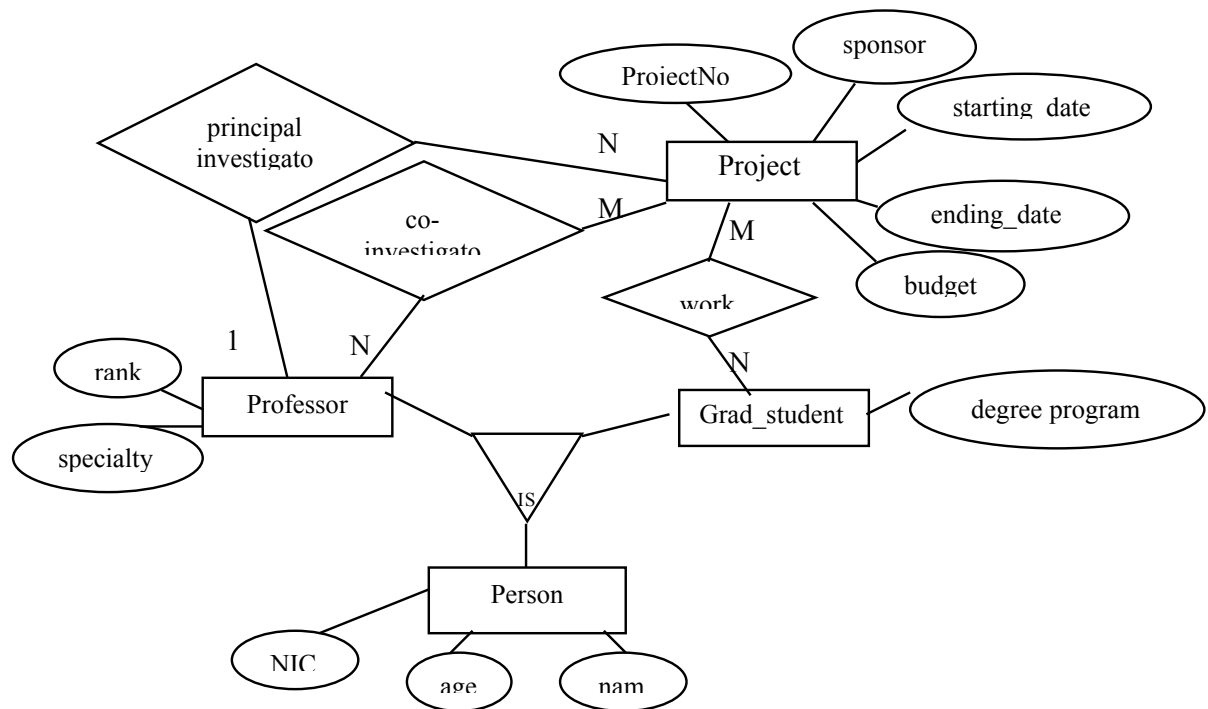 sponsor
ProjectNo
starting_date
principal
investigato
N
Project
co-
investigato
M
ending_date
M
budget
work
1
N
rank
N
Professor
Grad_student
degree program
specialty
IS
Person
NIC
age
nam